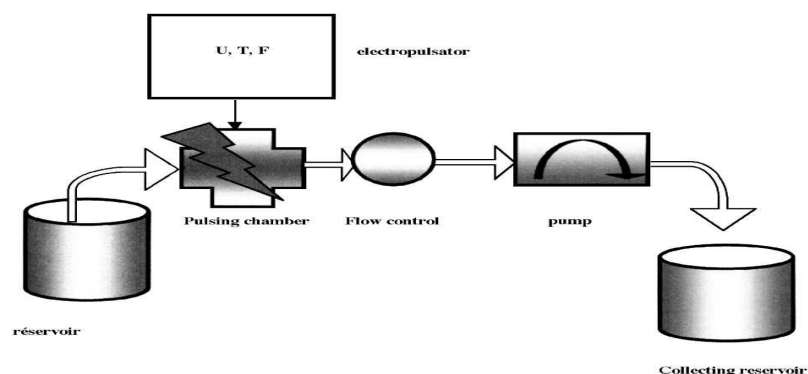 U, T, F
electropulsator
Pulsing chamber
Flow control
pump
réservoir
Collecting reservoir